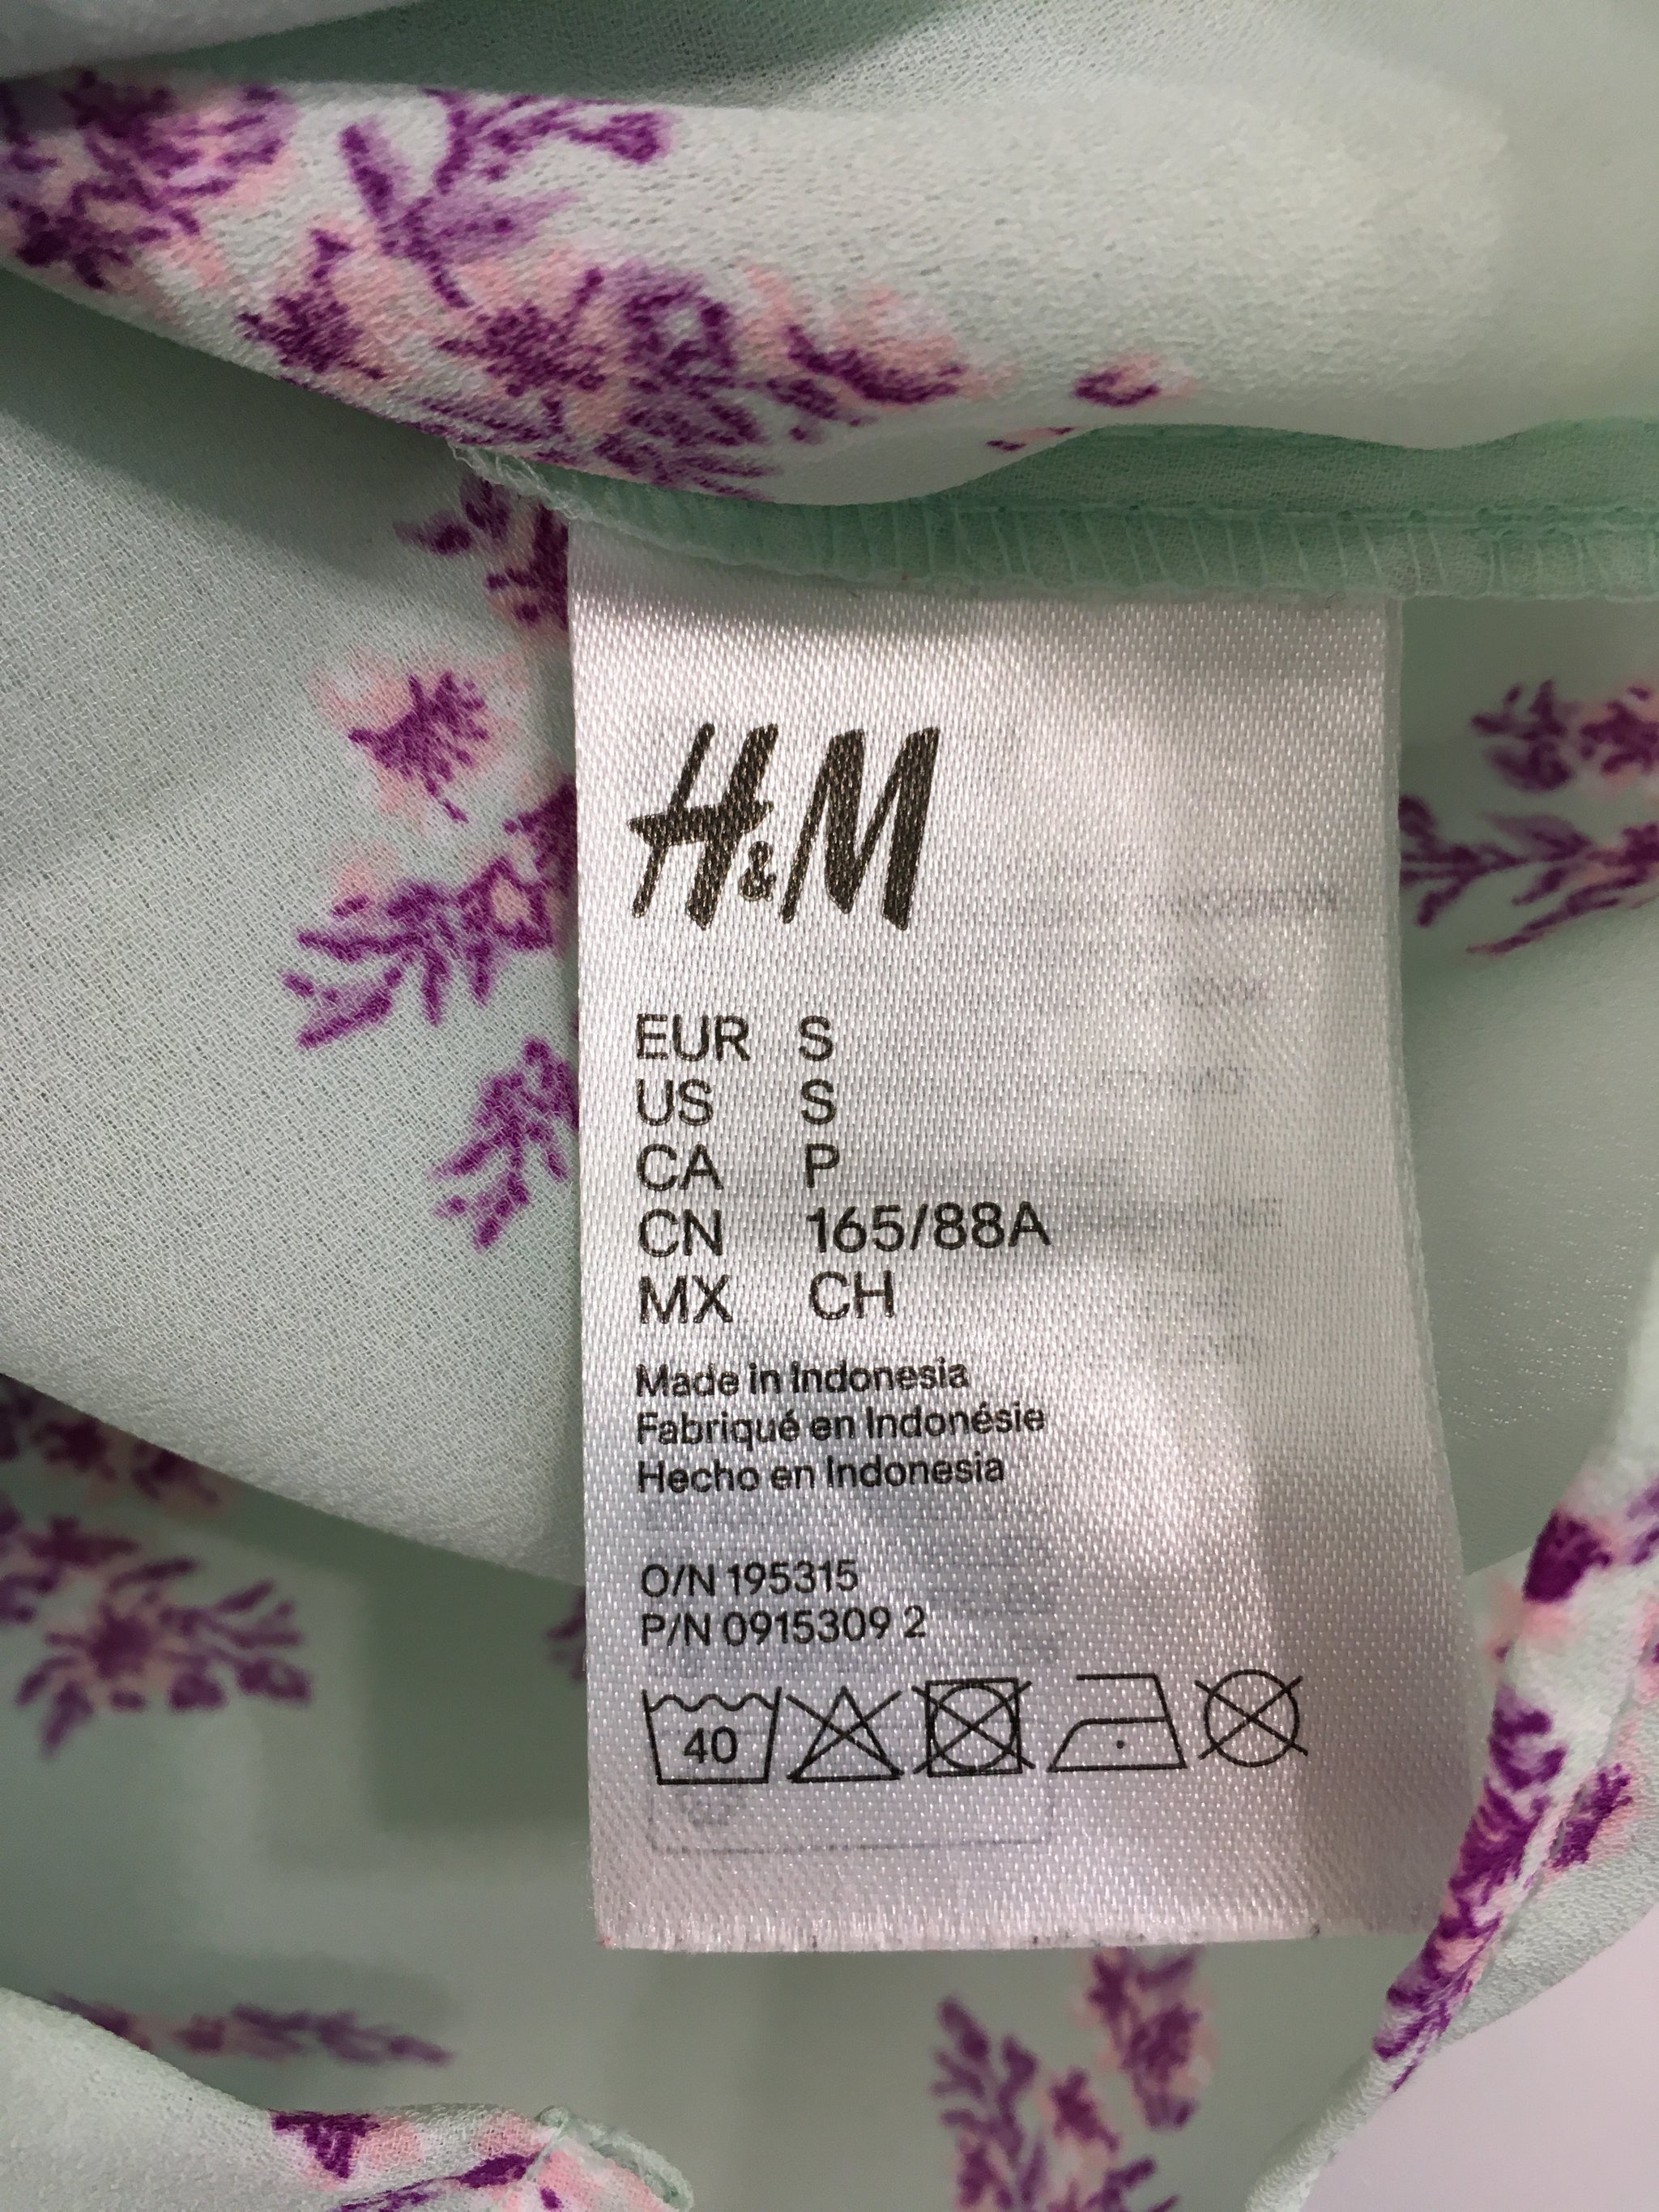 H&M
EUR S
US S
CA P
CN 165/88A
MX CH
Made in Indonesia
Fabriqué en Indonésie
Hecho en Indonesia
O/N 195315
P/N 0915309 2
40